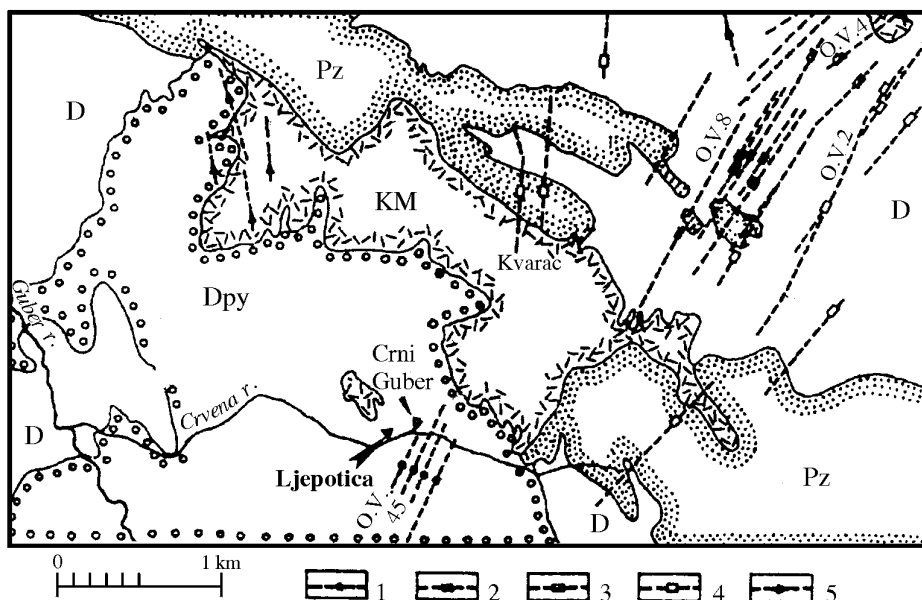 Pz
D
O.V.4
O.V.8
O.V.2
KM
D
Kvarac
Dpy
Guber r.
Crni
Guber
Crvena r.
D
Ljepotica
O.V.
45
Pz
D
0 1 km
1 2 3 4 5